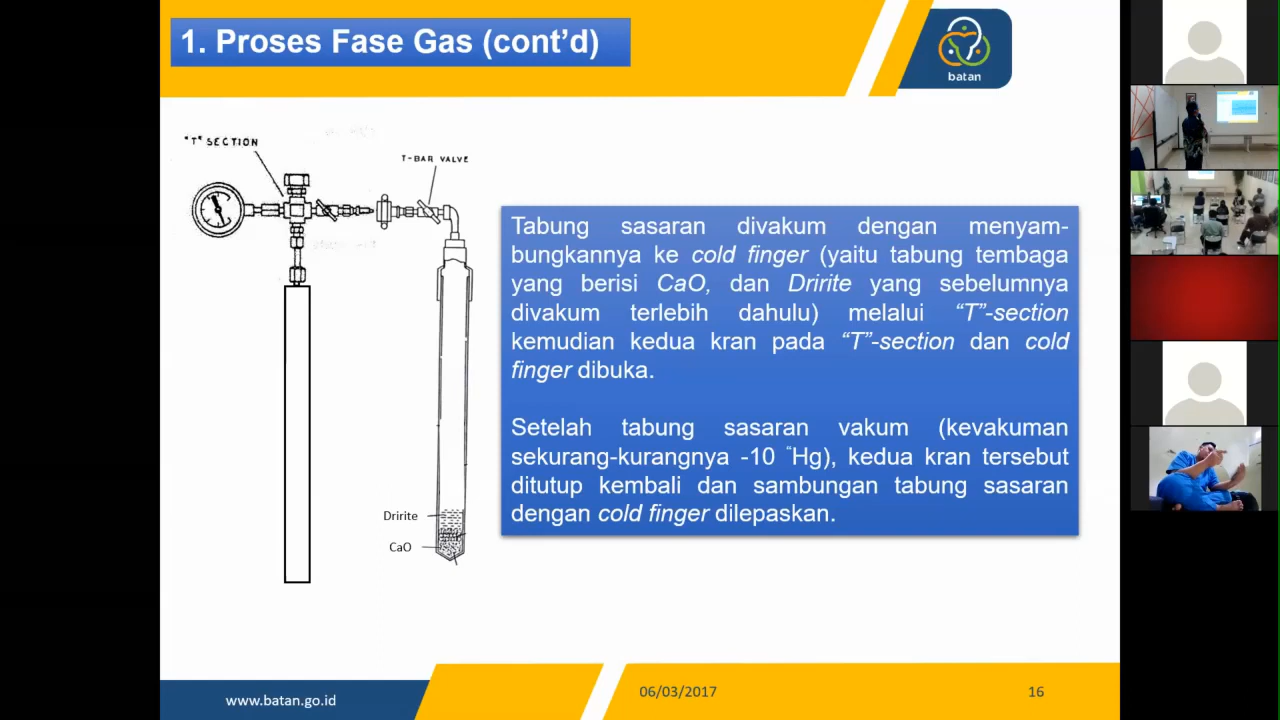 1. Proses Fase Gas (cont’d)
batan
"T" SECTION
T-BAR VALVE
Tabung sasaran divakum dengan menyam-
bungkannya ke cold finger (yaitu tabung tembaga
yang berisi CaO, dan Dririte yang sebelumnya
divakum terlebih dahulu) melalui “T”-section
kemudian kedua kran pada “T”-section dan cold
finger dibuka.
Setelah tabung sasaran vakum (kevakuman
sekurang-kurangnya -10 "Hg), kedua kran tersebut
ditutup kembali dan sambungan tabung sasaran
dengan cold finger dilepaskan.
Dririte
CaO
www.batan.go.id
06/03/2017
16